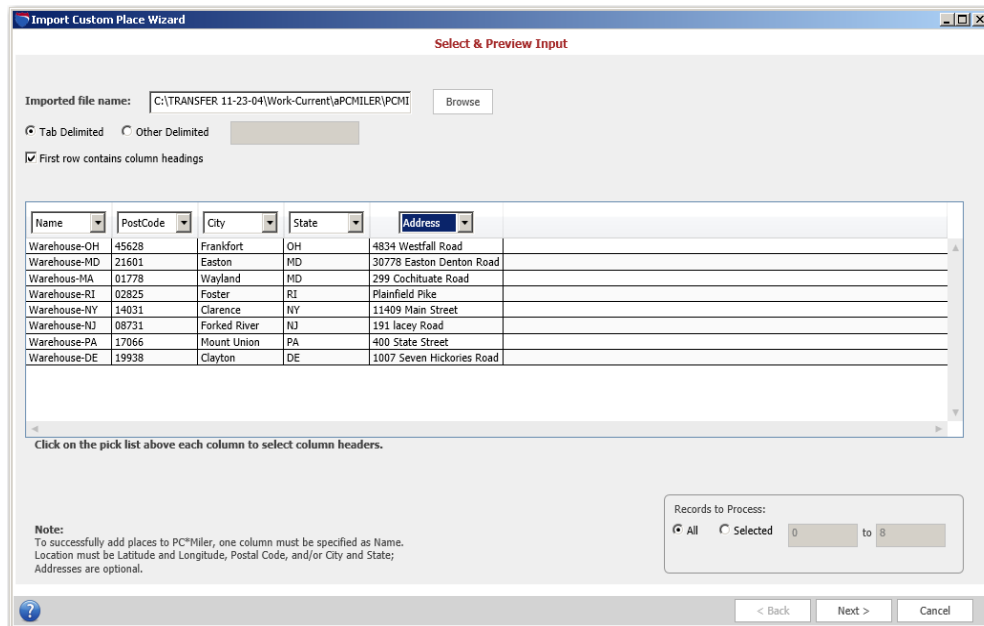 Import Custom Place Wizard
Select & Preview Input
Imported file name: C:\TRANSFER 11-23-04\Work-Current\aPCMILER\PCMI Browse
Tab Delimited Other Delimited
First row contains column headings
Name PostCode City State Address
Warehouse-OH 45628 Frankfort OH 4834 Westfall Road
Warehouse-MD 21601 Easton MD 30778 Easton Denton Road
Warehous-MA 01778 Wayland MD 299 Cochituate Road
Warehouse-RI 02825 Foster RI Plainfield Pike
Warehouse-NY 14031 Clarence NY 11409 Main Street
Warehouse-NJ 08731 Forked River NJ 191 lacey Road
Warehouse-PA 17066 Mount Union PA 400 State Street
Warehouse-DE 19938 Clayton DE 1007 Seven Hickories Road
Click on the pick list above each column to select column headers.
Records to Process:
All Selected 0 to 8
Note:
To successfully add places to PC*Miler, one column must be specified as Name.
Location must be Latitude and Longitude, Postal Code, and/or City and State;
Addresses are optional.
? < Back Next > Cancel